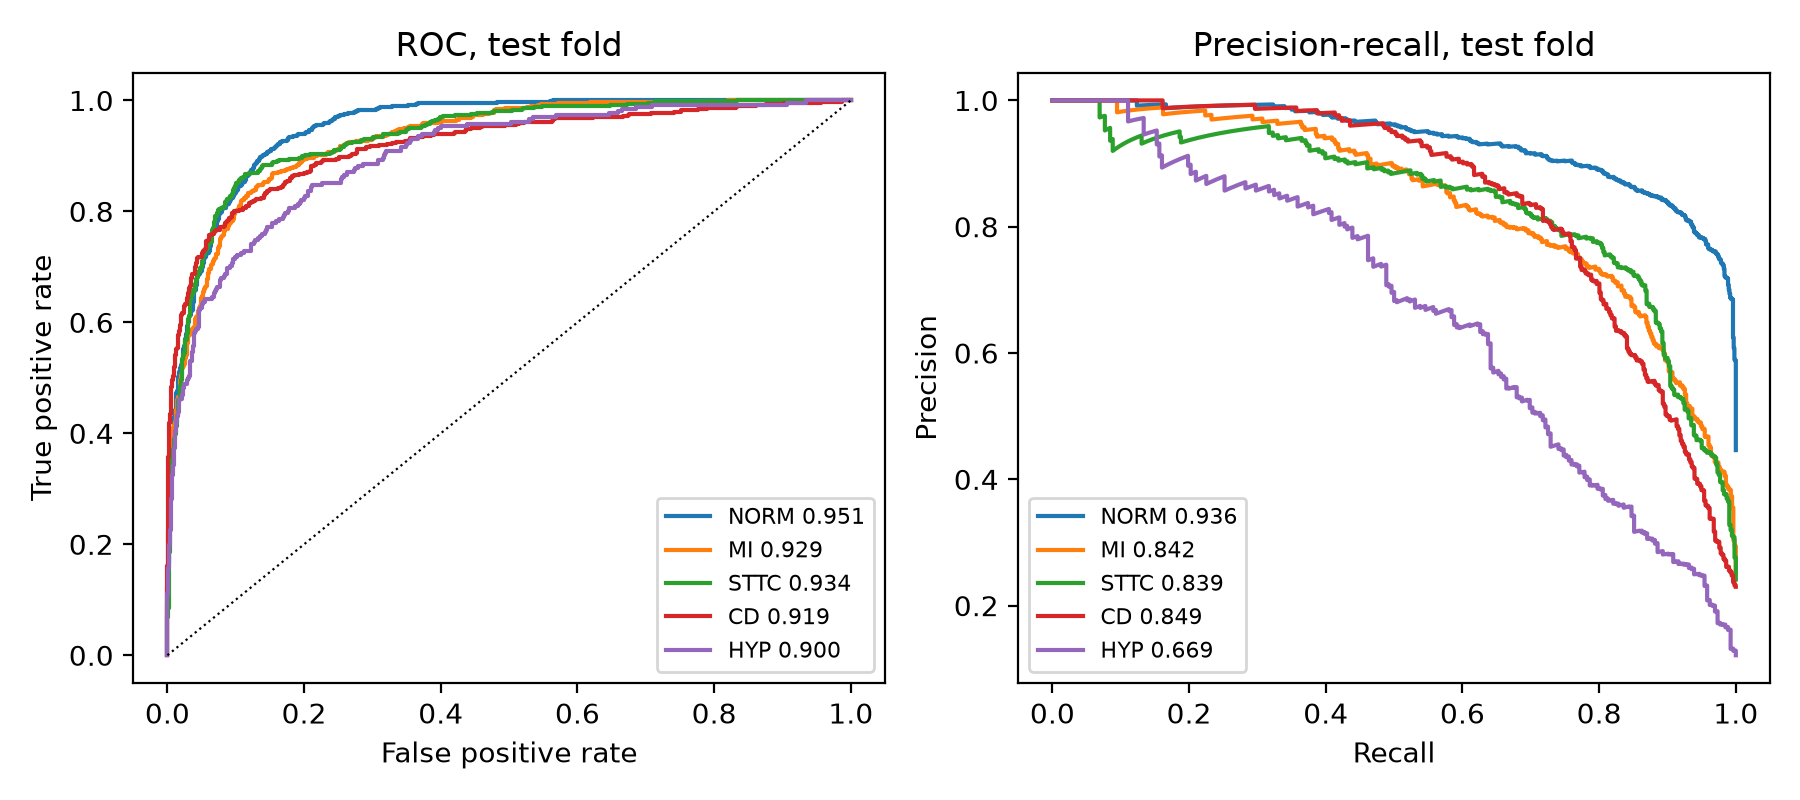 ROC, test fold
True positive rate
1.0
0.8
0.6
0.4
0.2
0.0
NORM 0.951
MI 0.929
STTC 0.934
CD 0.919
HYP 0.900
0.0 0.2 0.4 0.6 0.8 1.0
False positive rate
Precision-recall, test fold
Precision
1.0
0.8
0.6
0.4
0.2
NORM 0.936
MI 0.842
STTC 0.839
CD 0.849
HYP 0.669
0.0 0.2 0.4 0.6 0.8 1.0
Recall